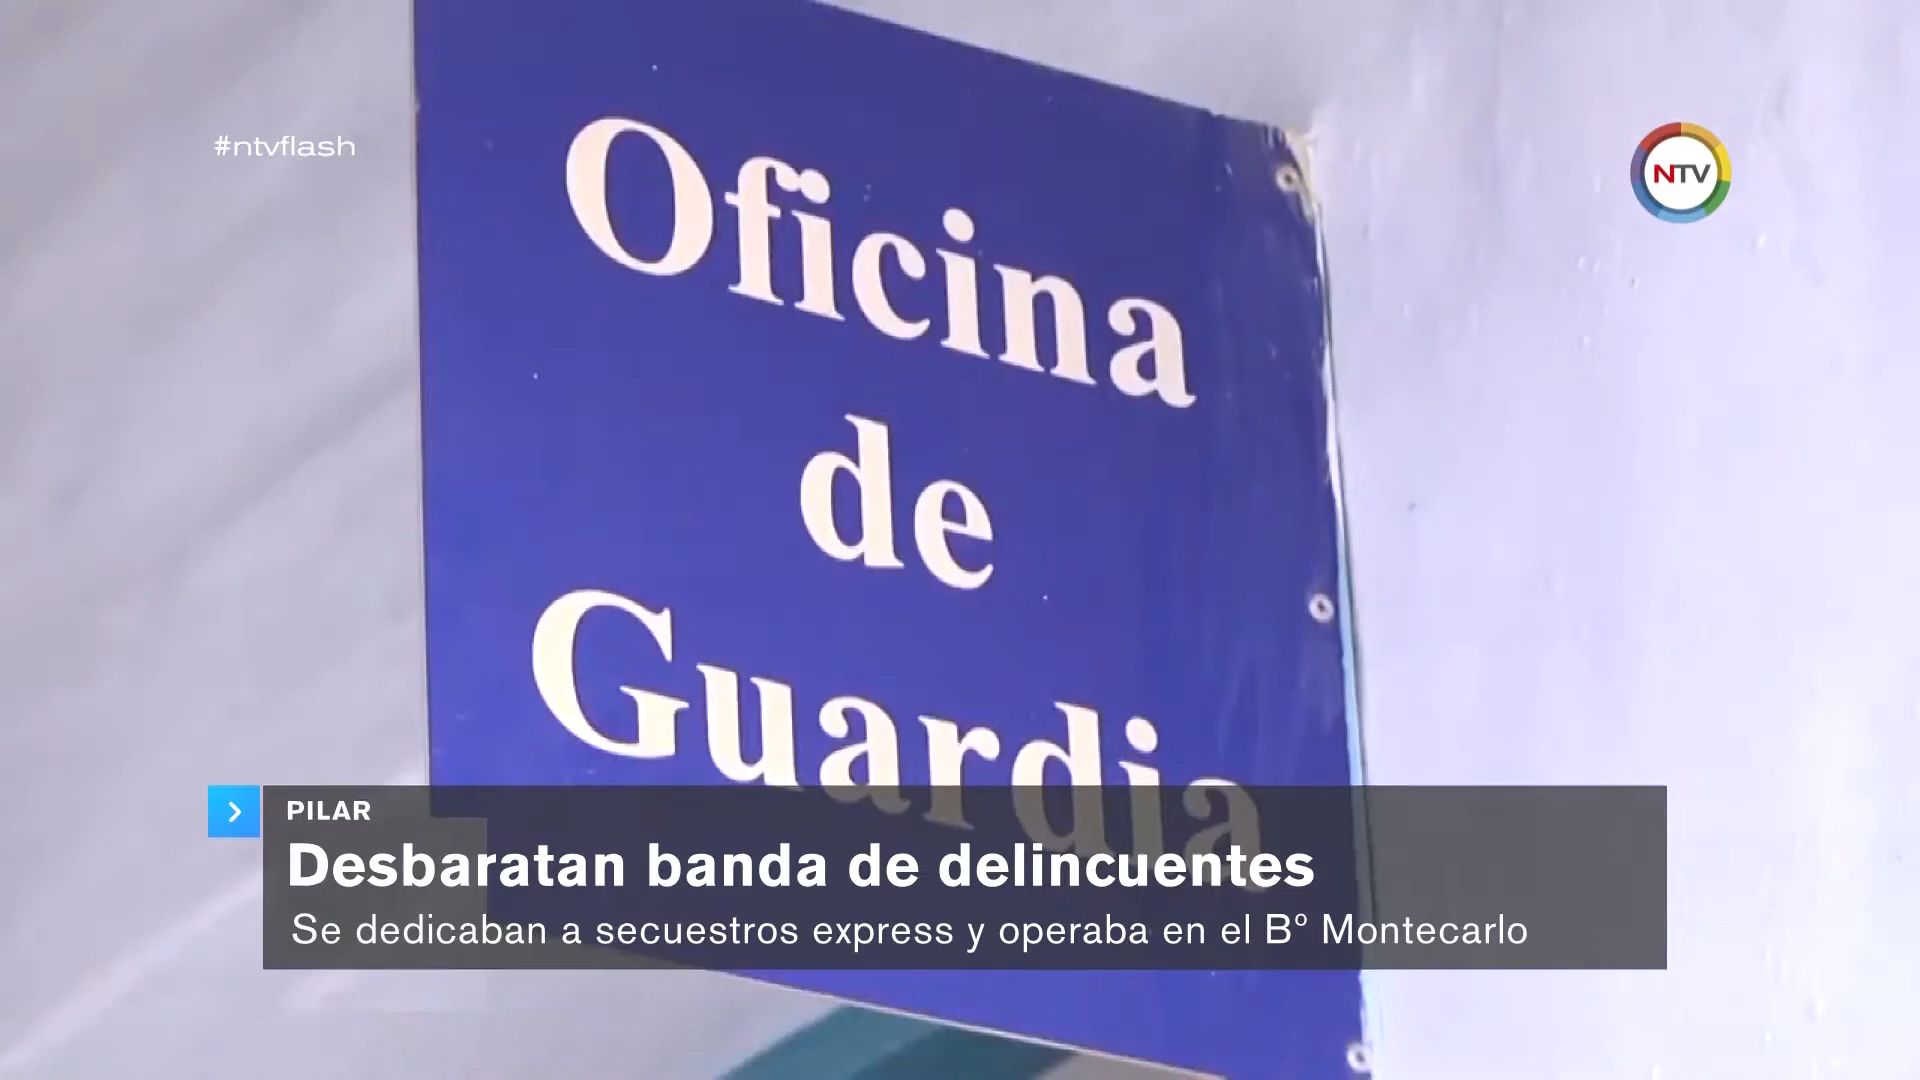 #ntvflash
NTV
Oficina
de
Guardia
PILAR
Desbaratan banda de delincuentes
Se dedicaban a secuestros express y operaba en el Bº Montecarlo